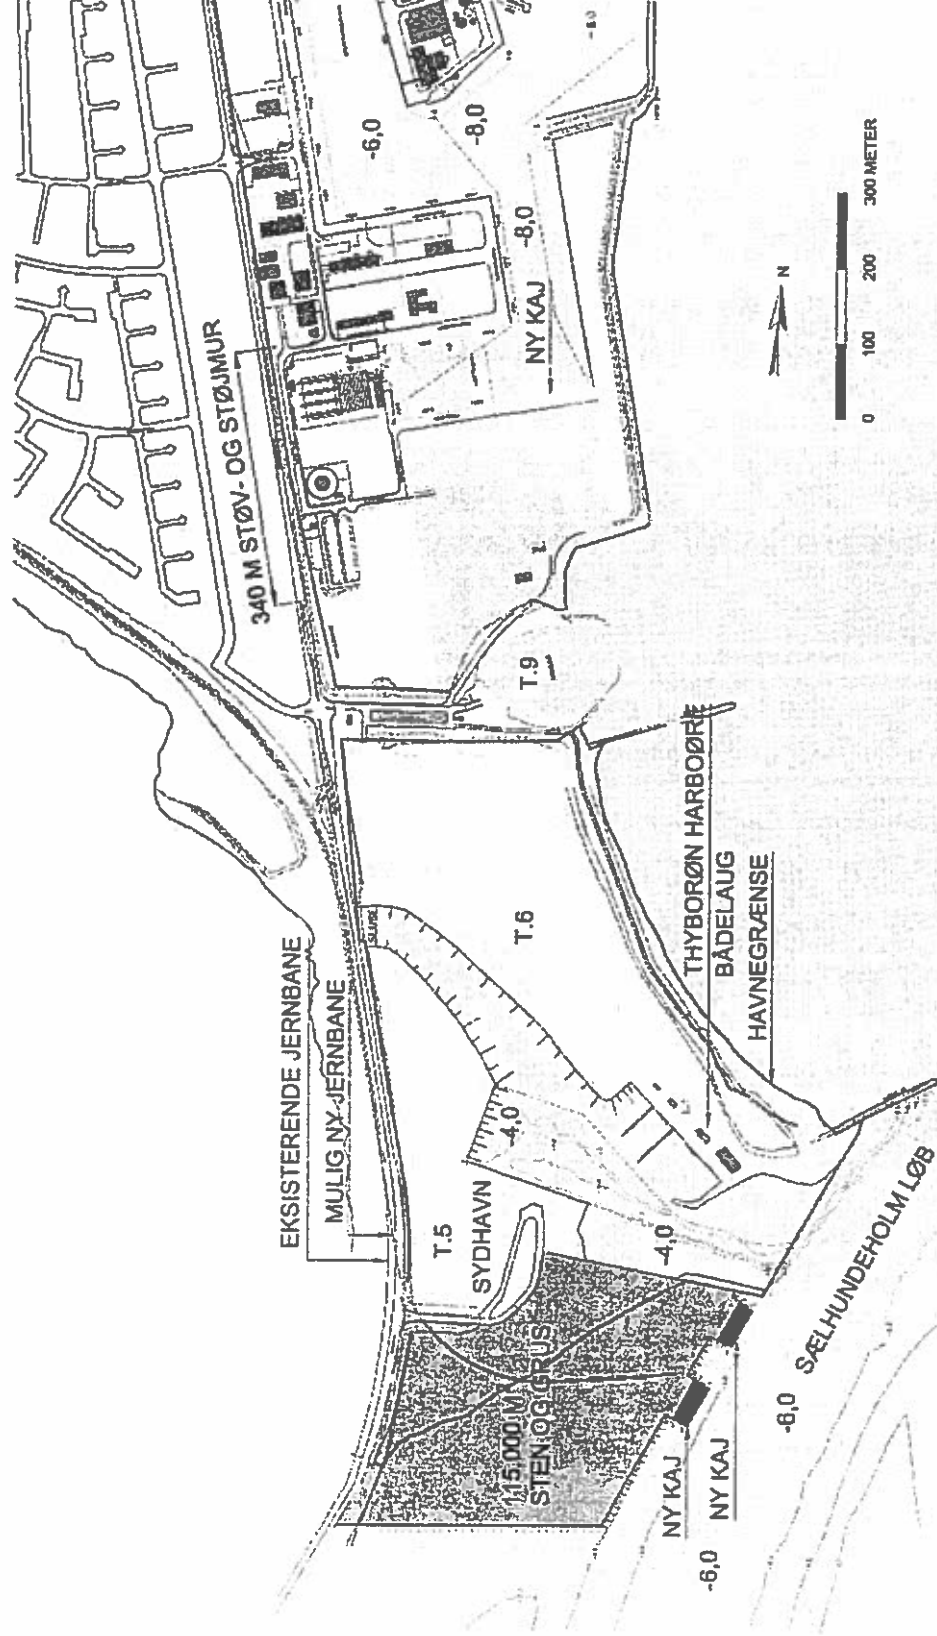 EKSISTERENDE JERNBANE
MULIG NY JERNBANE
340 M STØV- OG STØJMUR
T.5
SYDHAVN
115,000 M
STEN OG GRUS
SLUSE
T.6
T.9
-4,0
-4,0
-6,0
-8,0
-8,0
NY KAJ
THYBORØN HARBOØRE
BÅDELAUG
HAVNEGRÆNSE
NY KAJ
NY KAJ
-6,0
-6,0
SÆLHUNDEHOLM LØB
N
0 100 200 300 METER